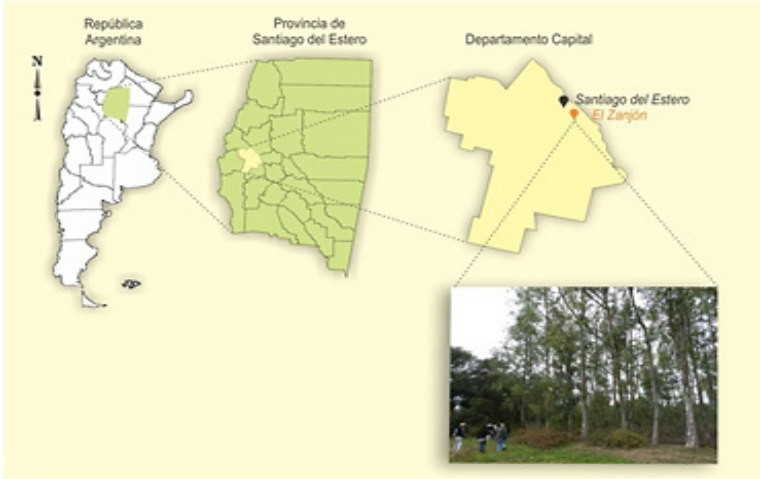 República
Argentina
Provincia de
Santiago del Estero
Departamento Capital
N
Santiago del Estero
El Zanjón